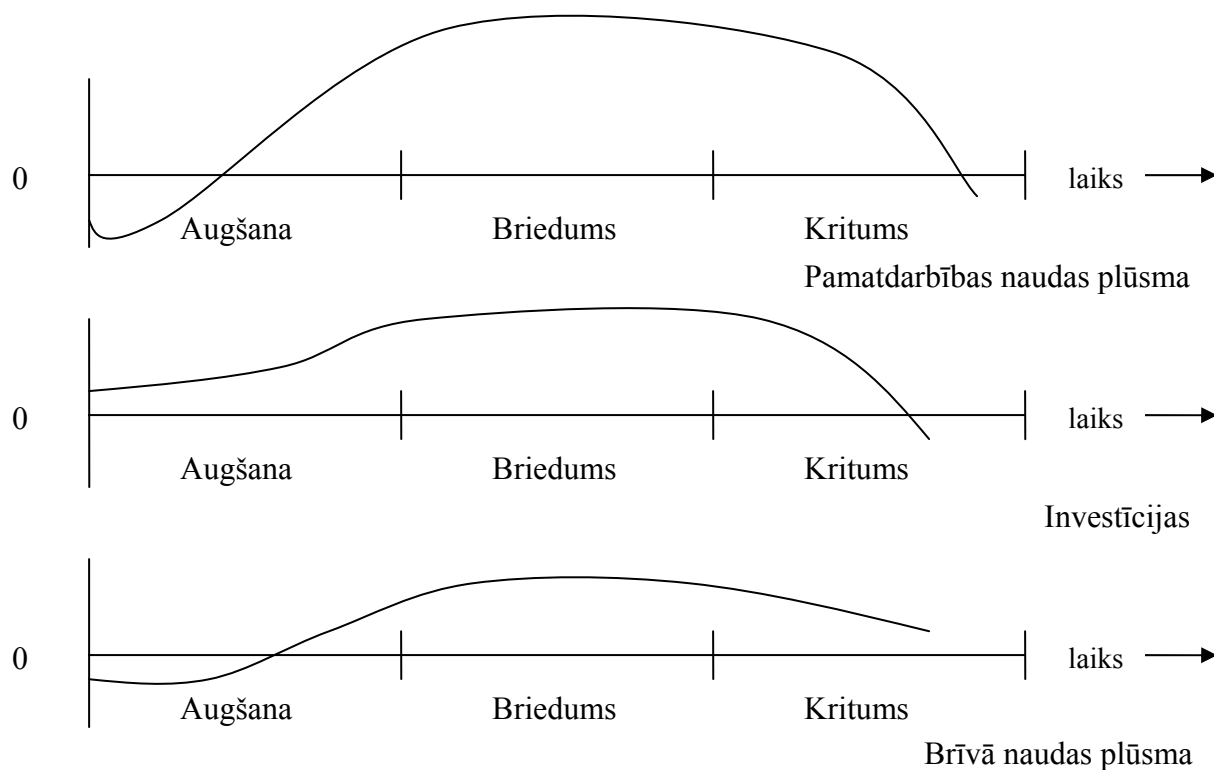 0 laiks
Augšana Briedums Kritums
Pamatdarbības naudas plūsma
0 laiks
Augšana Briedums Kritums
Investīcijas
0 laiks
Augšana Briedums Kritums
Brīvā naudas plūsma